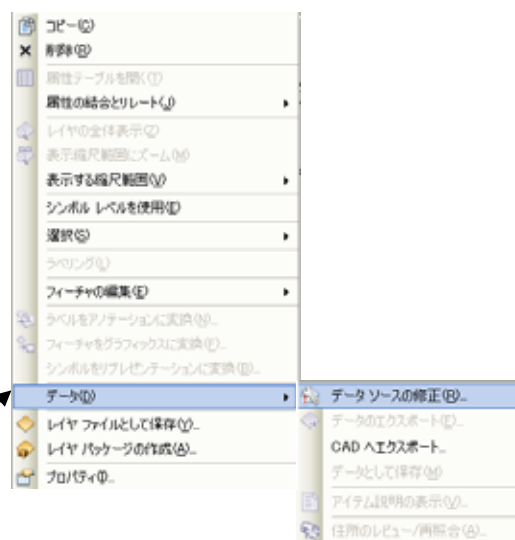 コピー(C)
削除(R)
属性テーブルを開く(T)
属性の結合とリレート(J)
レイヤの全体表示(Z)
表示縮尺範囲にズーム(M)
表示する縮尺範囲(V)
シンボル レベルを使用(E)
選択(S)
ラベリング(L)
フィーチャの編集(E)
ラベルをアノテーションに変換(N)...
フィーチャをグラフィックスに変換(F)...
シンボルをリプレゼンテーションに変換(B)...
データ(D)
レイヤ ファイルとして保存(Y)...
レイヤ パッケージの作成(A)...
プロパティ(I)...
データ ソースの修正(R)...
データのエクスポート(E)...
CAD へエクスポート...
データとして保存(M)
アイテム説明の表示(V)...
住所のレビュー/再照合(A)...